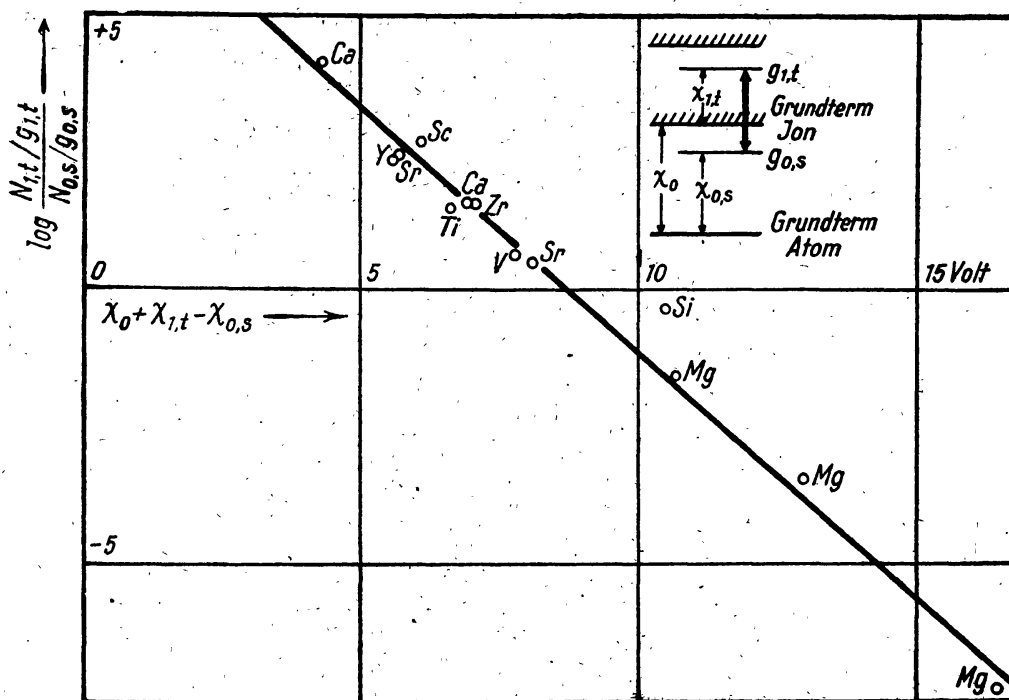 +5
log N1,t/g1,t
N0,s/g0,s
Ca
Sc
Y Sr
Ca
Zr
Ti
V
Sr
g1,t
χ1,t
Grundterm
Jon
g0,s
χ0
χ0,s
Grundterm
Atom
0
5
10
15 Volt
χ0 + χ1,t – χ0,s
Si
Mg
Mg
-5
Mg